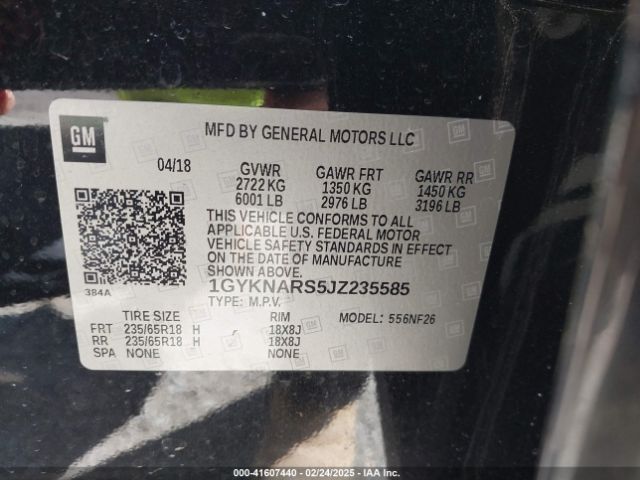 GM
MFD BY GENERAL MOTORS LLC
04/18 GVWR GAWR FRT GAWR RR
2722 KG 1350 KG 1450 KG
6001 LB 2976 LB 3196 LB
THIS VEHICLE CONFORMS TO ALL
APPLICABLE U.S. FEDERAL MOTOR
VEHICLE SAFETY STANDARDS IN EFFECT
ON THE DATE OF MANUFACTURE
SHOWN ABOVE.
384A
1GYKNARS5JZ235585
TYPE: M.P.V.
TIRE SIZE RIM MODEL: 556NF26
FRT 235/65R18 H 18X8J
RR 235/65R18 H 18X8J
SPA NONE NONE
000-41607440 - 02/24/2025 - IAA Inc.